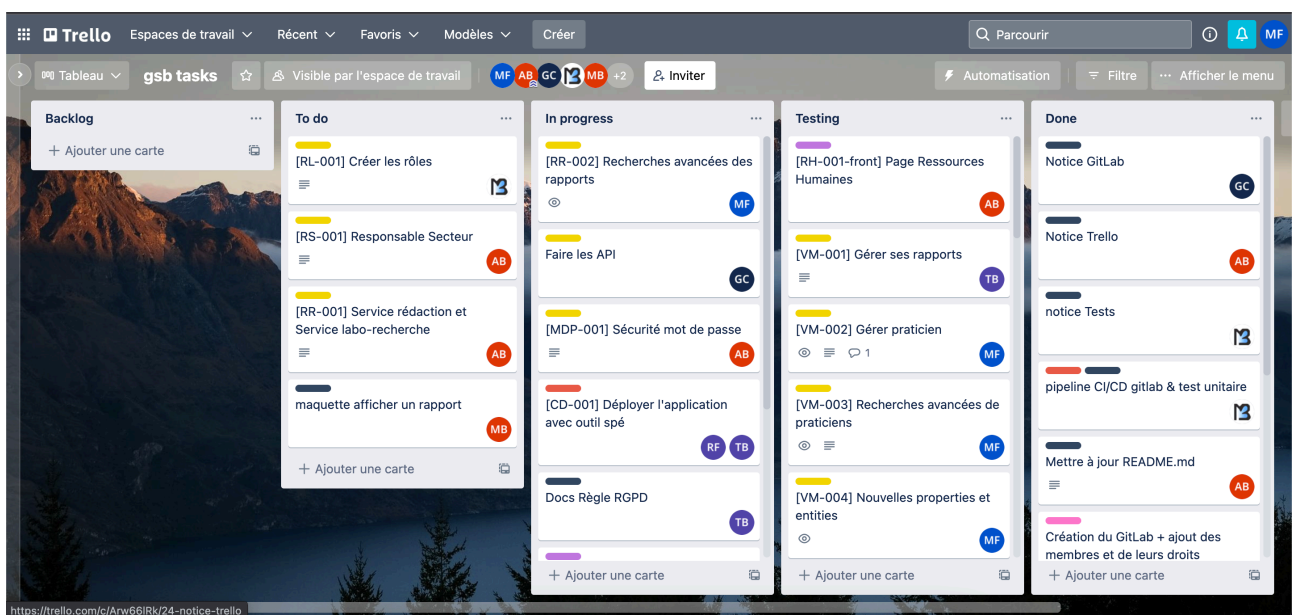 Trello
Espaces de travail
Récent
Favoris
Modèles
Créer
Parcourir
MF
Tableau
gsb tasks
Visible par l'espace de travail
MF
AB
GC
MB
+2
Inviter
Automatisation
Filtre
Afficher le menu
Backlog
+ Ajouter une carte
To do
[RL-001] Créer les rôles
[RS-001] Responsable Secteur
AB
[RR-001] Service rédaction et
Service labo-recherche
AB
maquette afficher un rapport
MB
+ Ajouter une carte
In progress
[RR-002] Recherches avancées des
rapports
MF
Faire les API
GC
[MDP-001] Sécurité mot de passe
AB
[CD-001] Déployer l'application
avec outil spé
RF
TB
Docs Règle RGPD
TB
+ Ajouter une carte
Testing
[RH-001-front] Page Ressources
Humaines
AB
[VM-001] Gérer ses rapports
TB
[VM-002] Gérer praticien
1
MF
[VM-003] Recherches avancées de
praticiens
MF
[VM-004] Nouvelles properties et
entities
MF
+ Ajouter une carte
Done
Notice GitLab
GC
Notice Trello
AB
notice Tests
pipeline CI/CD gitlab & test unitaire
Mettre à jour README.md
AB
Création du GitLab + ajout des
membres et de leurs droits
+ Ajouter une carte
https://trello.com/c/Arw66lRk/24-notice-trello